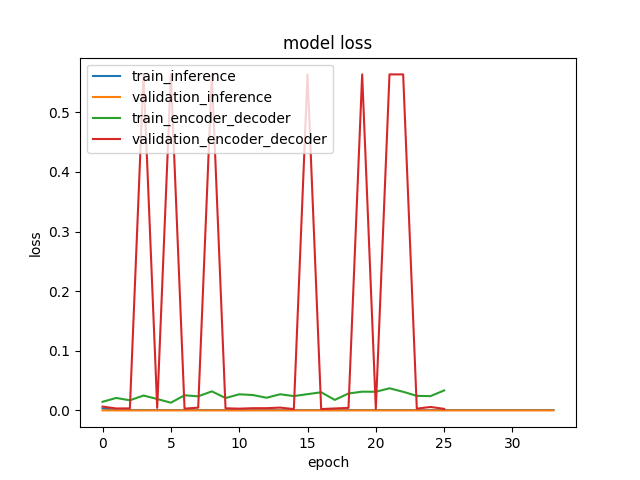 model loss
train_inference
validation_inference
train_encoder_decoder
validation_encoder_decoder
loss
0.5
0.4
0.3
0.2
0.1
0.0
0 5 10 15 20 25 30
epoch